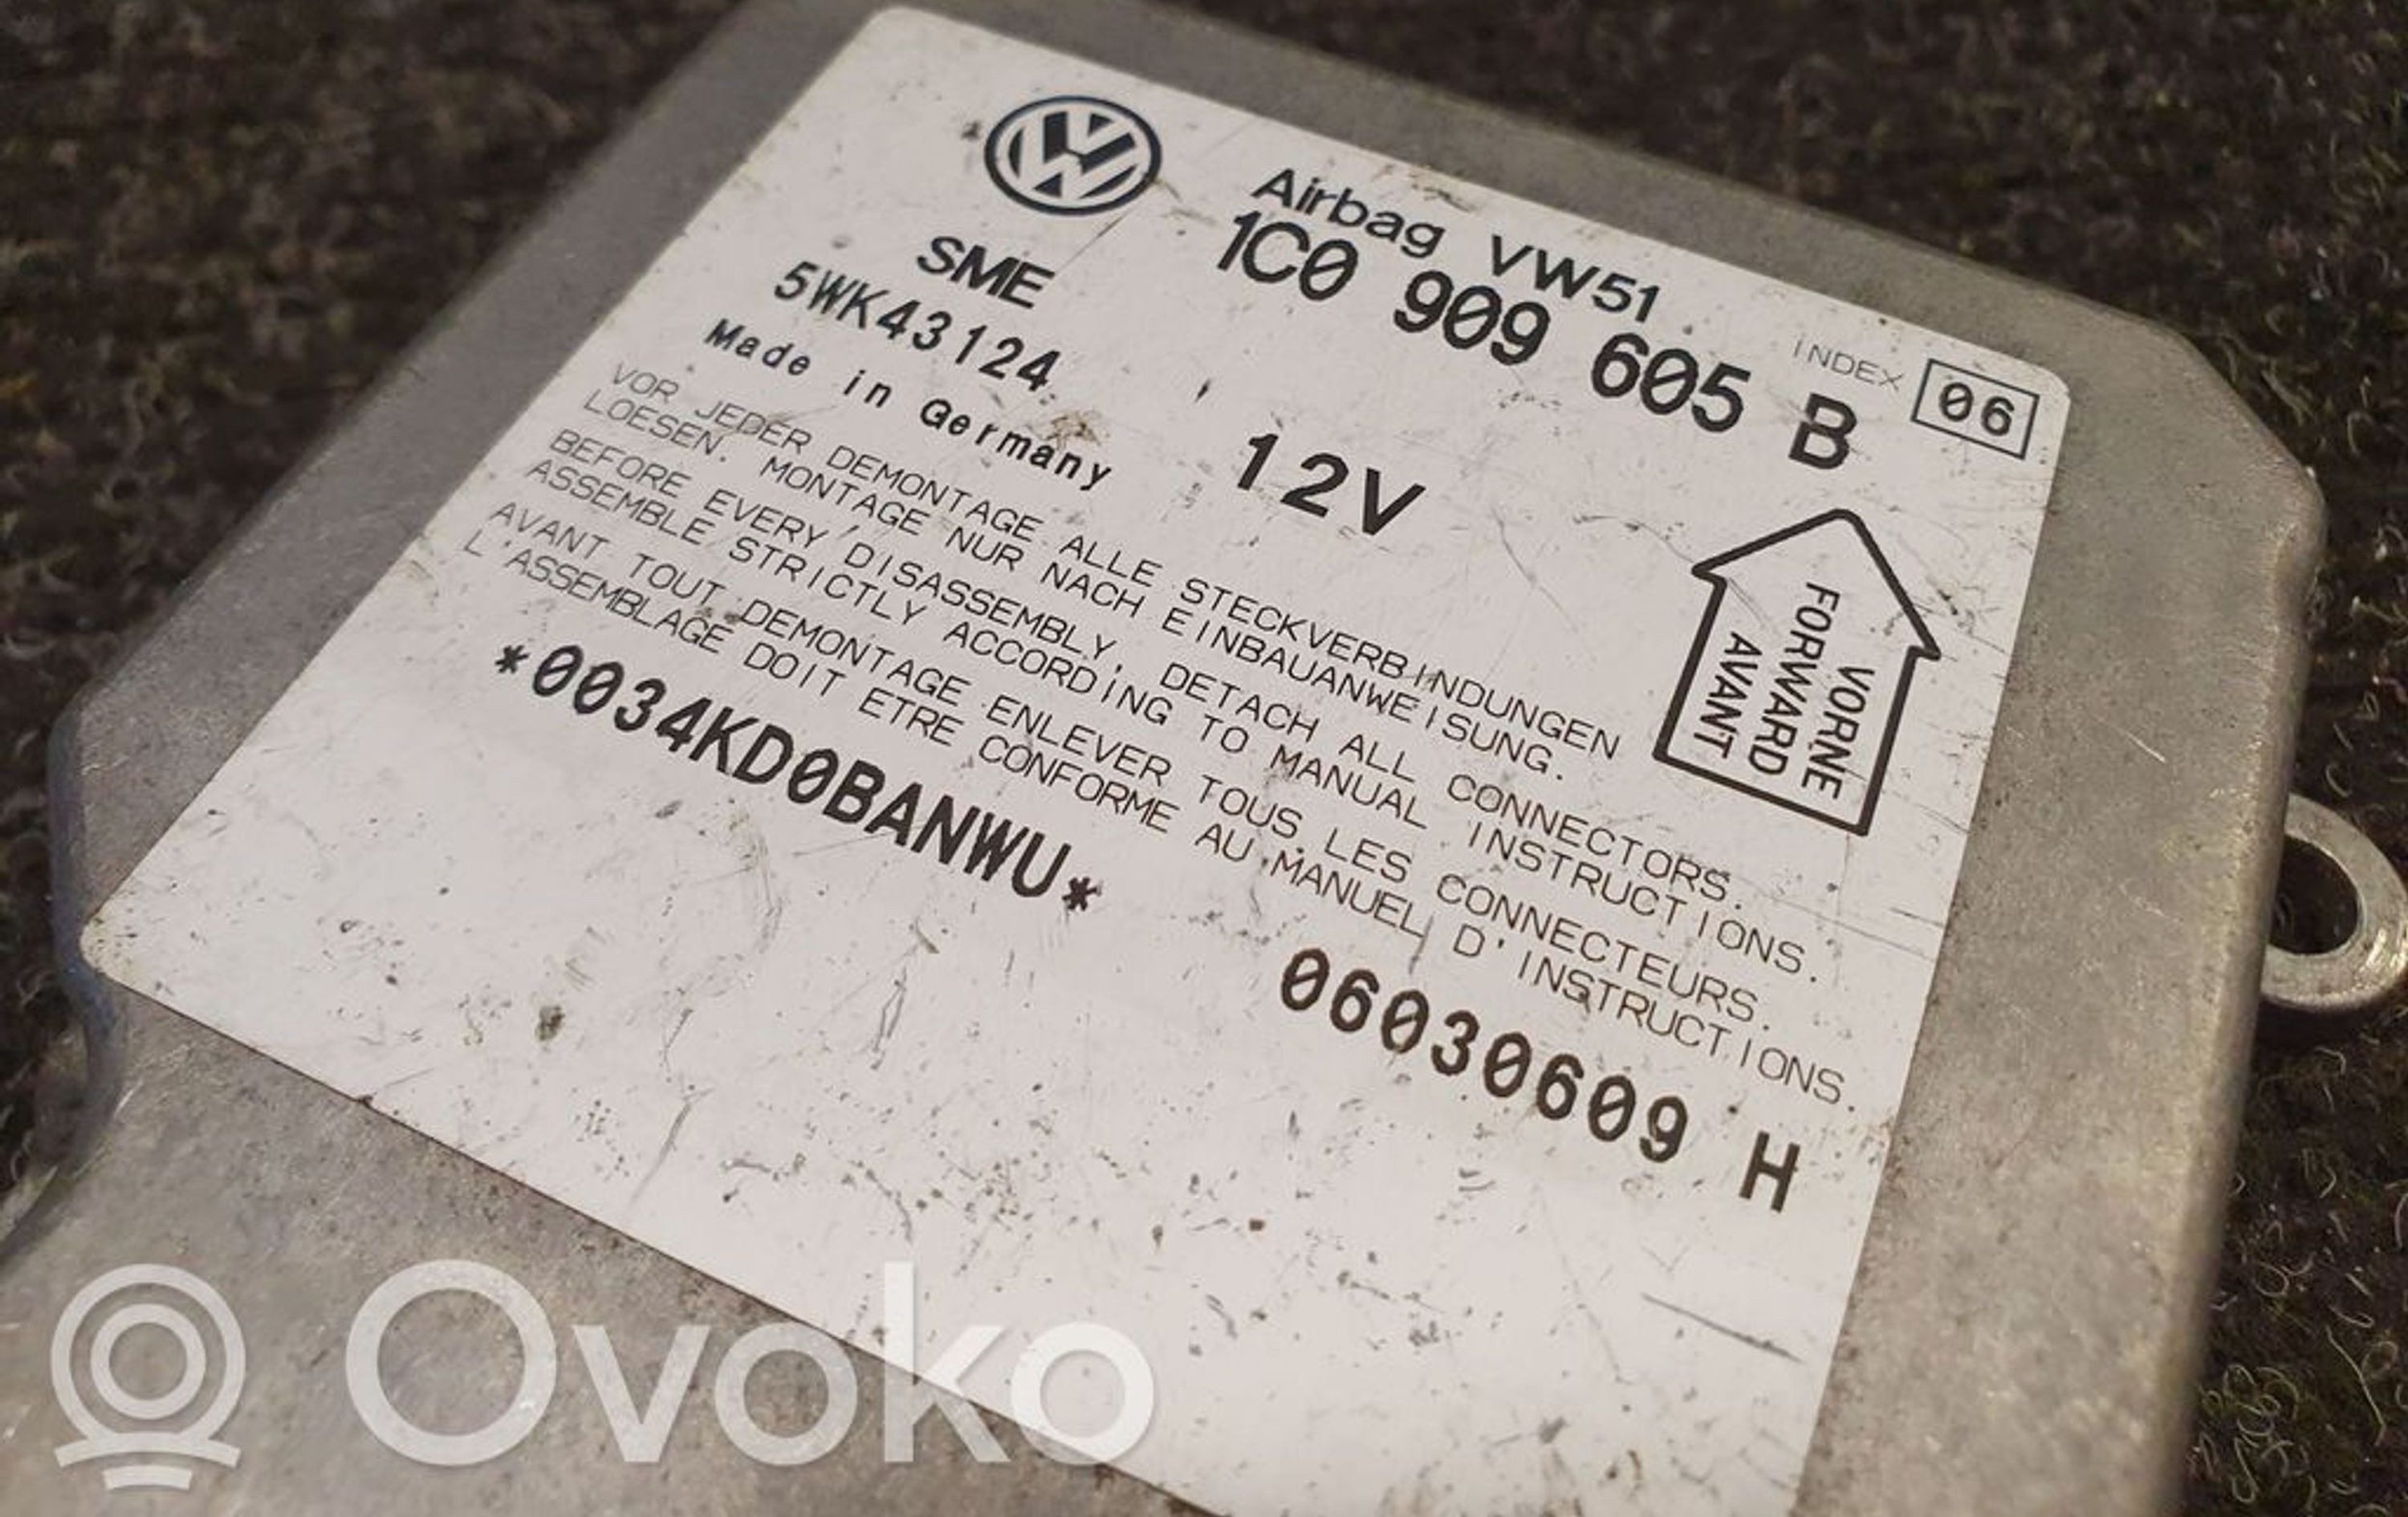 Airbag VW51
1C0 909 605 B
INDEX 06
SME
5WK43124
Made in Germany
12V
VOR JEDER DEMONTAGE ALLE STECKVERBINDUNGEN
LOESEN. MONTAGE NUR NACH EINBAUANWEISUNG.
BEFORE EVERY DISASSEMBLY, DETACH ALL CONNECTORS.
ASSEMBLE STRICTLY ACCORDING TO MANUAL INSTRUCTIONS.
AVANT TOUT DEMONTAGE ENLEVER TOUS LES CONNECTEURS.
L'ASSEMBLAGE DOIT ETRE CONFORME AU MANUEL D'INSTRUCTIONS.
VORNE
FORWARD
AVANT
*0034KD0BANWU*
06030609 H
Ovoko